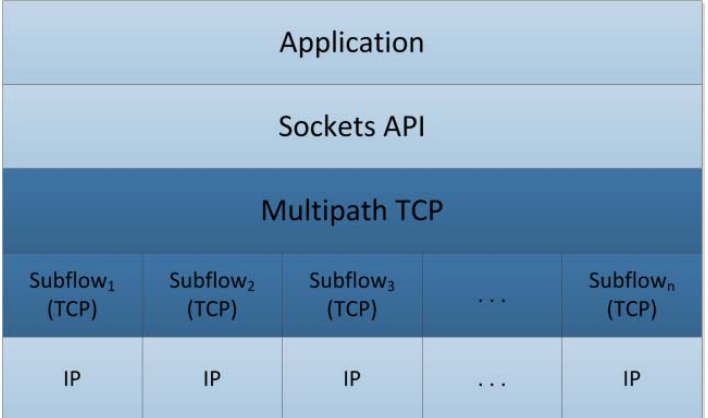 Application
Sockets API
Multipath TCP
Subflow₁ Subflow₂ Subflow₃ . . . Subflowₙ
(TCP) (TCP) (TCP) (TCP)
IP IP IP . . . IP